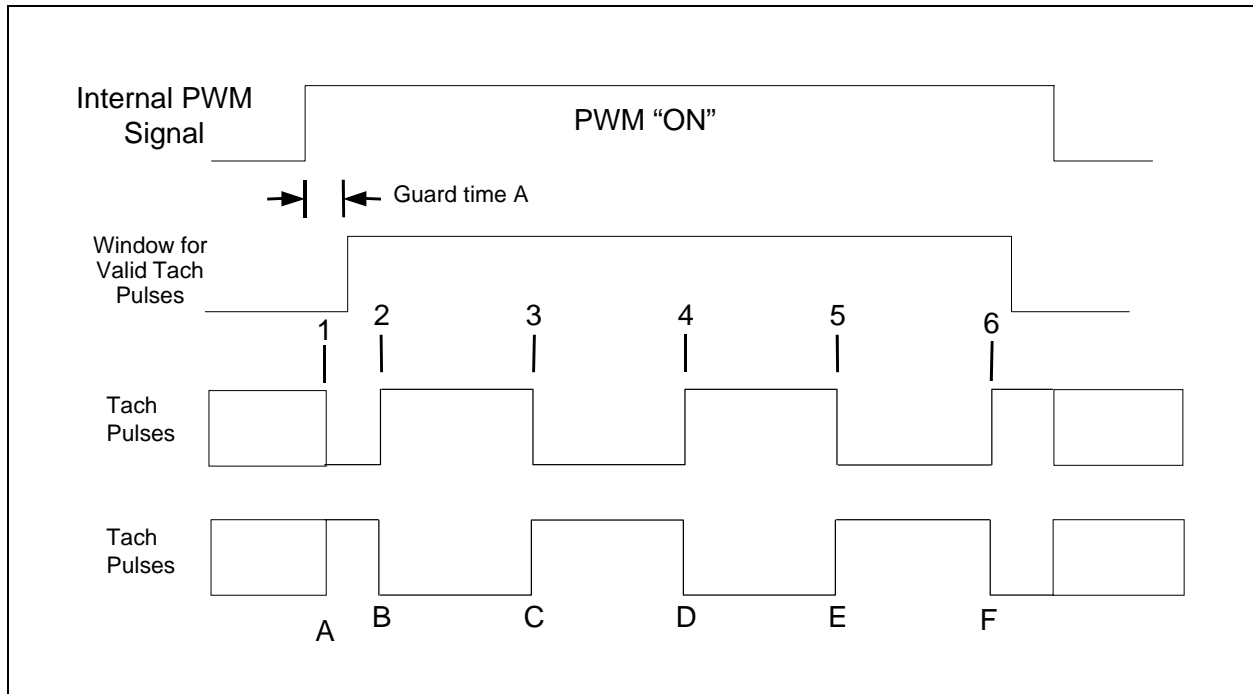 Internal PWM
Signal
PWM “ON”
Guard time A
Window for
Valid Tach
Pulses
1
2
3
4
5
6
Tach
Pulses
Tach
Pulses
A
B
C
D
E
F